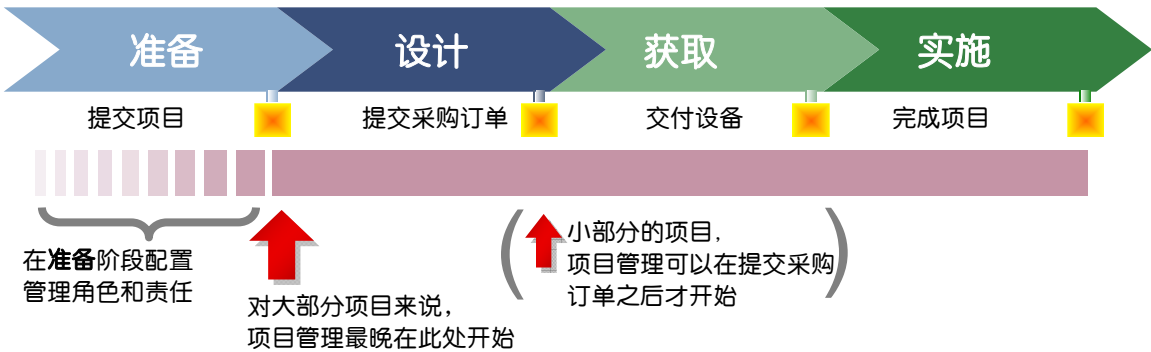 准备
设计
获取
实施
提交项目
提交采购订单
交付设备
完成项目
在准备阶段配置
管理角色和责任
对大部分项目来说，
项目管理最晚在此处开始
小部分的项目，
项目管理可以在提交采购
订单之后才开始